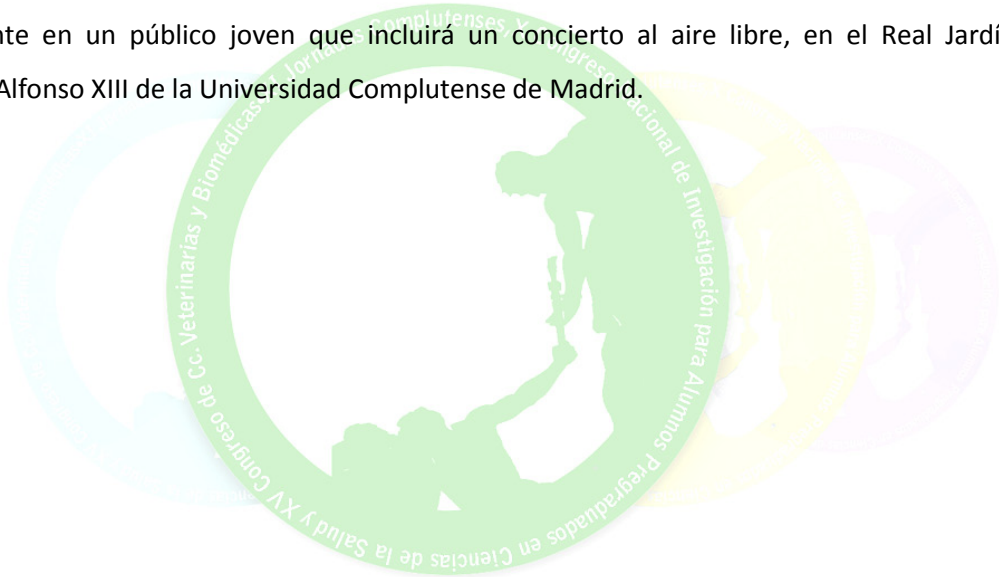 nte en un público joven que incluirá un concierto al aire libre, en el Real Jardí
Alfonso XIII de la Universidad Complutense de Madrid.
XI Jornadas Complutenses, X Congreso Nacional de Investigación para Alumnos Pregraduados en Ciencias de la Salud y XV Congreso de Cc. Veterinarias y Biomédicas